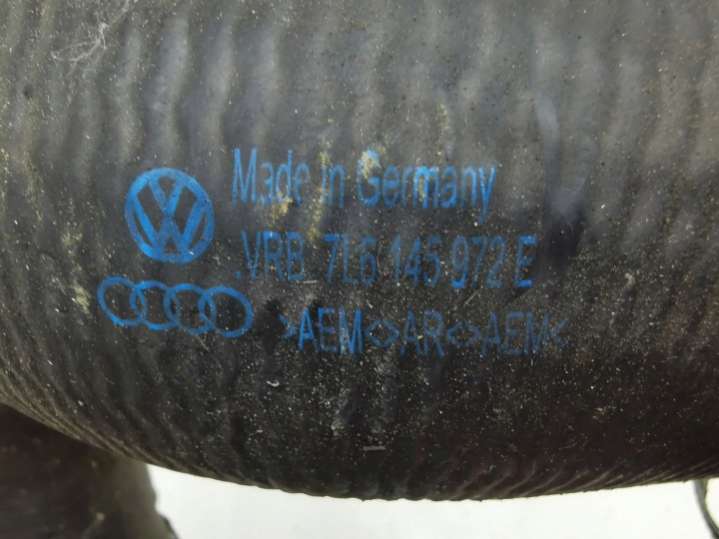 Made in Germany
.VRB 7L6 145 972 E
>AEM<>AR<>AEM<